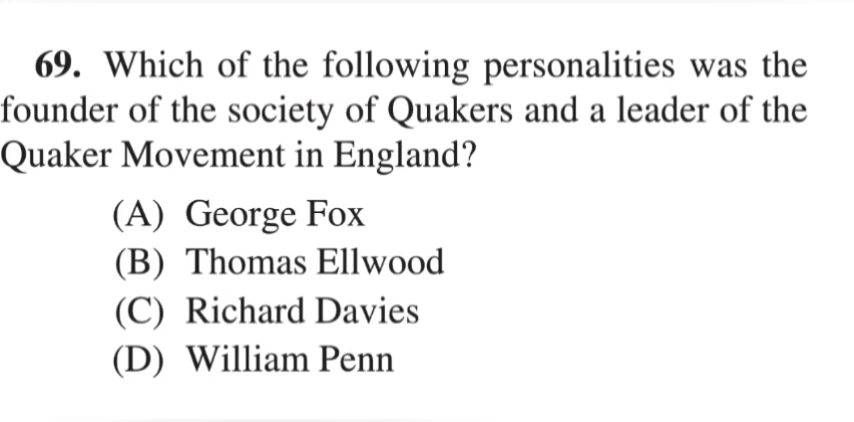 69. Which of the following personalities was the
founder of the society of Quakers and a leader of the
Quaker Movement in England?
(A) George Fox
(B) Thomas Ellwood
(C) Richard Davies
(D) William Penn